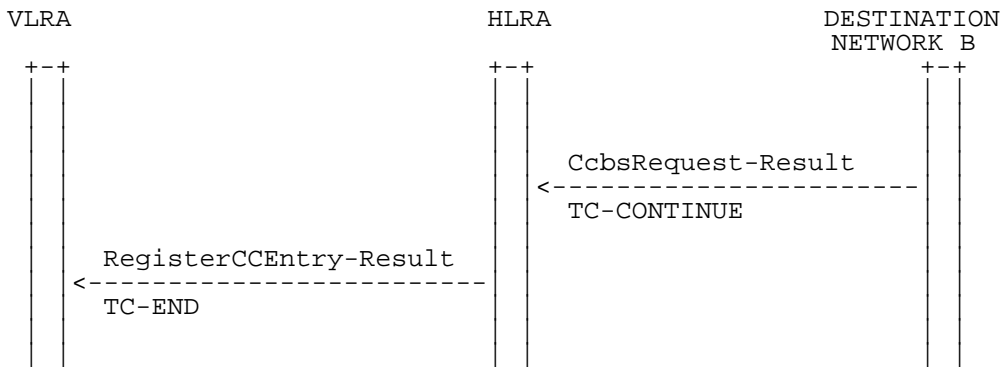 VLRA HLRA DESTINATION
NETWORK B
CcbsRequest-Result
TC-CONTINUE
RegisterCCEntry-Result
TC-END